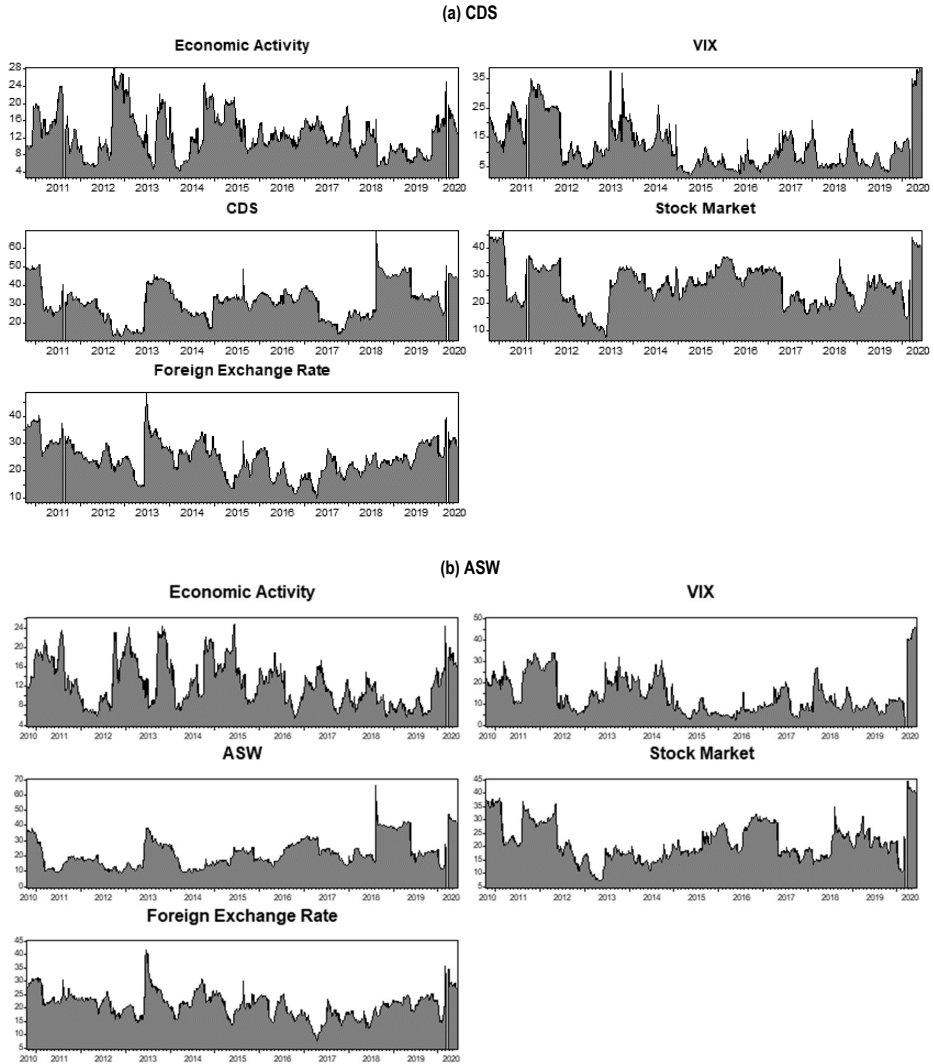 (a) CDS
Economic Activity
28
24
20
16
12
8
4
2011 2012 2013 2014 2015 2016 2017 2018 2019 2020
VIX
35
25
15
5
2011 2012 2013 2014 2015 2016 2017 2018 2019 2020
CDS
60
50
40
30
20
2011 2012 2013 2014 2015 2016 2017 2018 2019 2020
Stock Market
40
30
20
10
2011 2012 2013 2014 2015 2016 2017 2018 2019 2020
Foreign Exchange Rate
40
30
20
10
2011 2012 2013 2014 2015 2016 2017 2018 2019 2020
(b) ASW
Economic Activity
24
20
16
12
8
4
2010 2011 2012 2013 2014 2015 2016 2017 2018 2019 2020
VIX
50
40
30
20
10
0
2010 2011 2012 2013 2014 2015 2016 2017 2018 2019 2020
ASW
70
60
50
40
30
20
10
0
2010 2011 2012 2013 2014 2015 2016 2017 2018 2019 2020
Stock Market
45
40
35
30
25
20
15
10
5
2010 2011 2012 2013 2014 2015 2016 2017 2018 2019 2020
Foreign Exchange Rate
45
40
35
30
25
20
15
10
5
2010 2011 2012 2013 2014 2015 2016 2017 2018 2019 2020